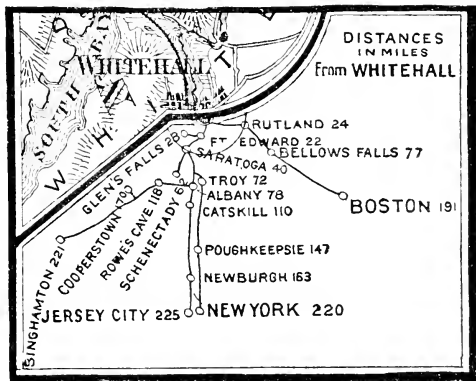 DISTANCES
IN MILES
From WHITEHALL
WHITEHALL
SOUTH BAY
W H I T
RUTLAND 24
FT. EDWARD 22
BELLOWS FALLS 77
GLEN'S FALLS 28
SARATOGA 40
TROY 72
ALBANY 78
CATSKILL 110
BOSTON 191
SCHENECTADY
ROWE'S CAVE 118
COOPERSTOWN
BINGHAMTON 221
POUGHKEEPSIE 147
NEWBURGH 163
JERSEY CITY 225
NEW YORK 220